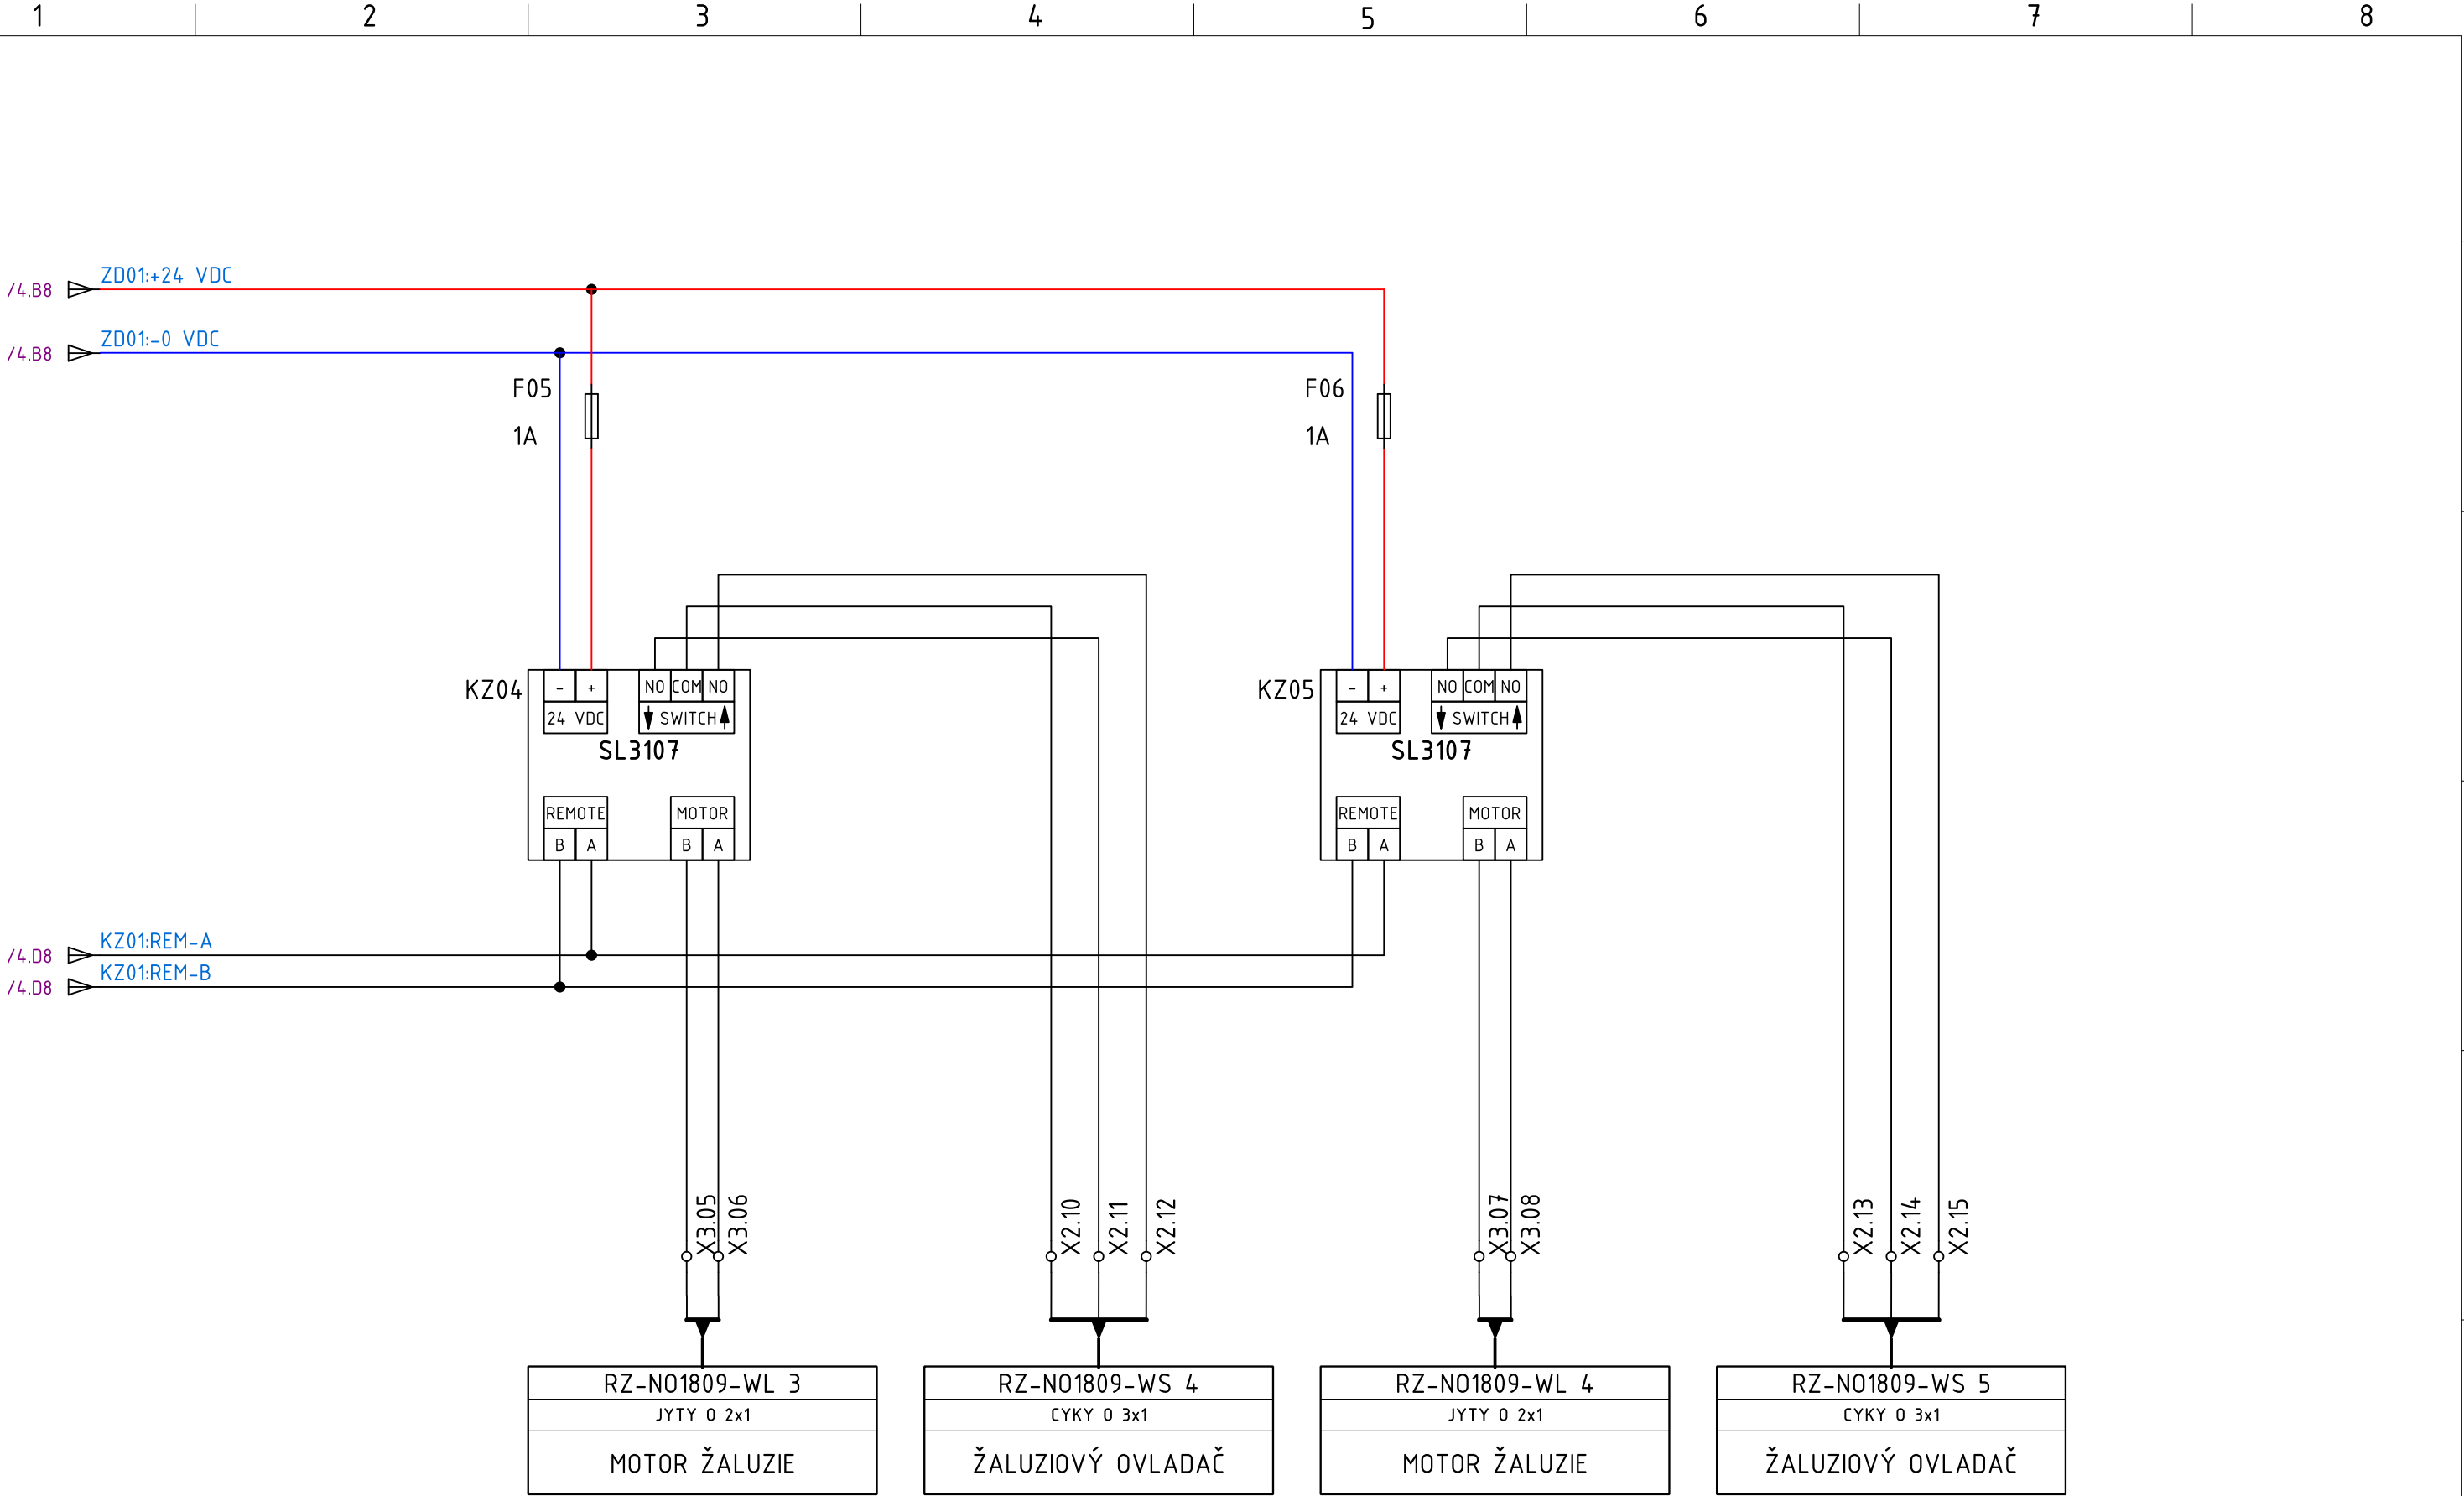 1 2 3 4 5 6 7 8
ZD01:+24 VDC
/4.B8
ZD01:-0 VDC
/4.B8
F05
1A
F06
1A
KZ04
- + NO COM NO
24 VDC SWITCH
SL3107
REMOTE MOTOR
B A B A
KZ05
- + NO COM NO
24 VDC SWITCH
SL3107
REMOTE MOTOR
B A B A
KZ01:REM-A
/4.D8
KZ01:REM-B
/4.D8
X3.05
X3.06
X2.10
X2.11
X2.12
X3.07
X3.08
X2.13
X2.14
X2.15
RZ-NO1809-WL 3
JYTY O 2x1
MOTOR ŽALUZIE
RZ-NO1809-WS 4
CYKY O 3x1
ŽALUZIOVÝ OVLADAČ
RZ-NO1809-WL 4
JYTY O 2x1
MOTOR ŽALUZIE
RZ-NO1809-WS 5
CYKY O 3x1
ŽALUZIOVÝ OVLADAČ